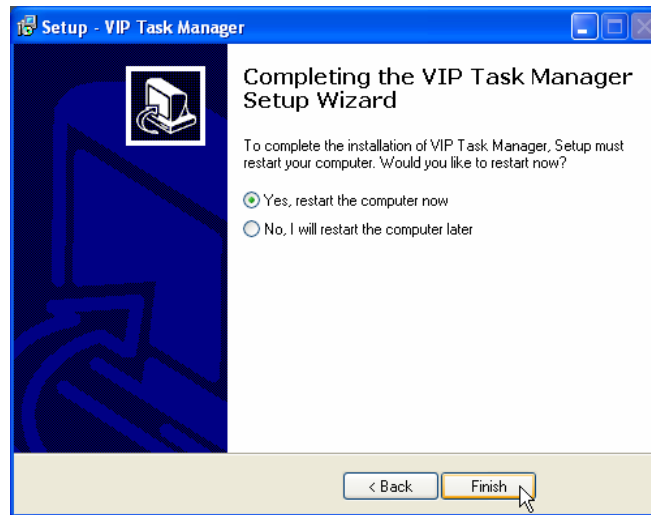 Setup - VIP Task Manager
Completing the VIP Task Manager
Setup Wizard
To complete the installation of VIP Task Manager, Setup must
restart your computer. Would you like to restart now?
Yes, restart the computer now
No, I will restart the computer later
< Back
Finish